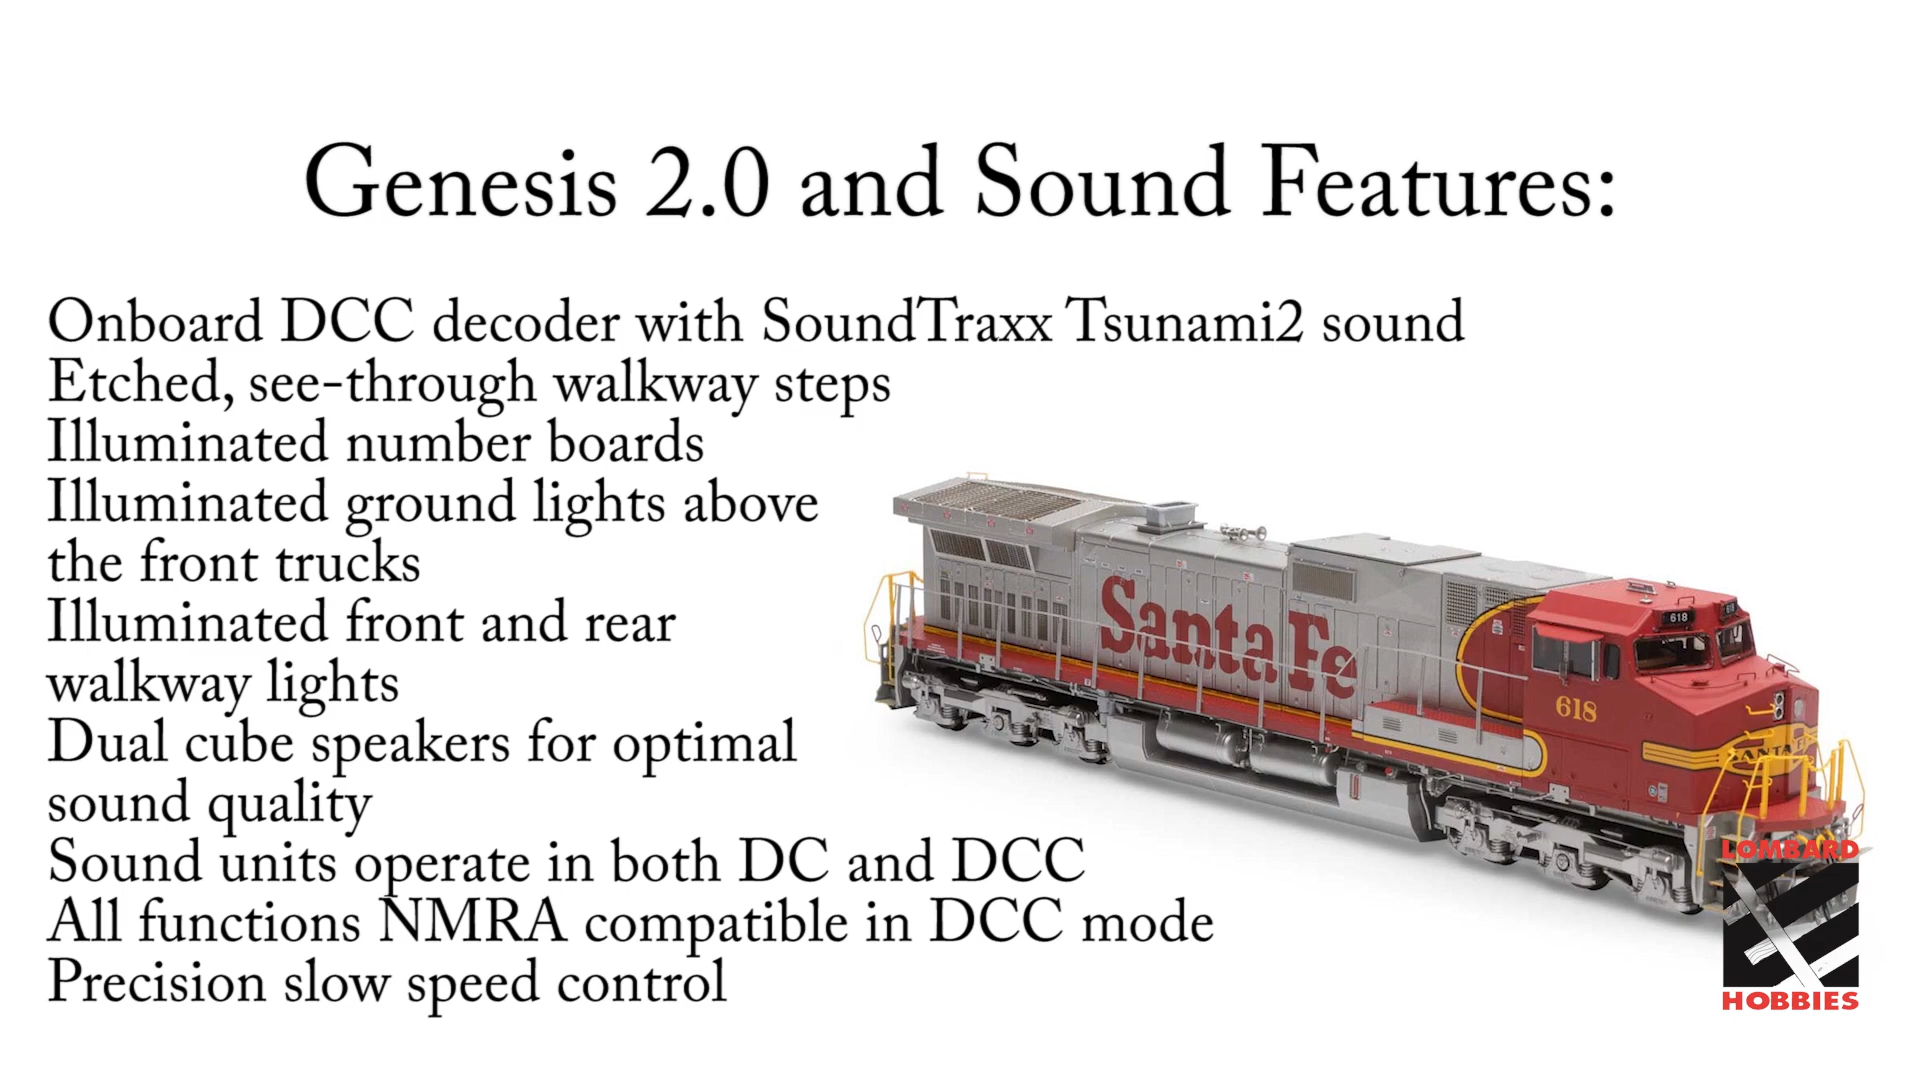 Genesis 2.0 and Sound Features:
Onboard DCC decoder with SoundTraxx Tsunami2 sound
Etched, see-through walkway steps
Illuminated number boards
Illuminated ground lights above
the front trucks
Illuminated front and rear
walkway lights
Dual cube speakers for optimal
sound quality
Sound units operate in both DC and DCC
All functions NMRA compatible in DCC mode
Precision slow speed control
Santa Fe
618
618
618
SANTA F
LOMBARD
HOBBIES